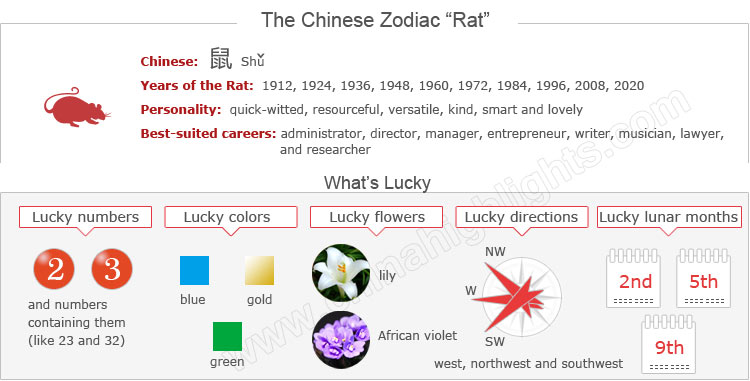 The Chinese Zodiac “Rat”
Chinese: 鼠 Shǔ
Years of the Rat: 1912, 1924, 1936, 1948, 1960, 1972, 1984, 1996, 2008, 2020
Personality: quick-witted, resourceful, versatile, kind, smart and lovely
Best-suited careers: administrator, director, manager, entrepreneur, writer, musician, lawyer,
and researcher
What’s Lucky
Lucky numbers
2 3
and numbers
containing them
(like 23 and 32)
Lucky colors
blue
gold
green
Lucky flowers
lily
African violet
Lucky directions
NW
W
SW
west, northwest and southwest
Lucky lunar months
2nd
5th
9th
www.chinahighlights.com